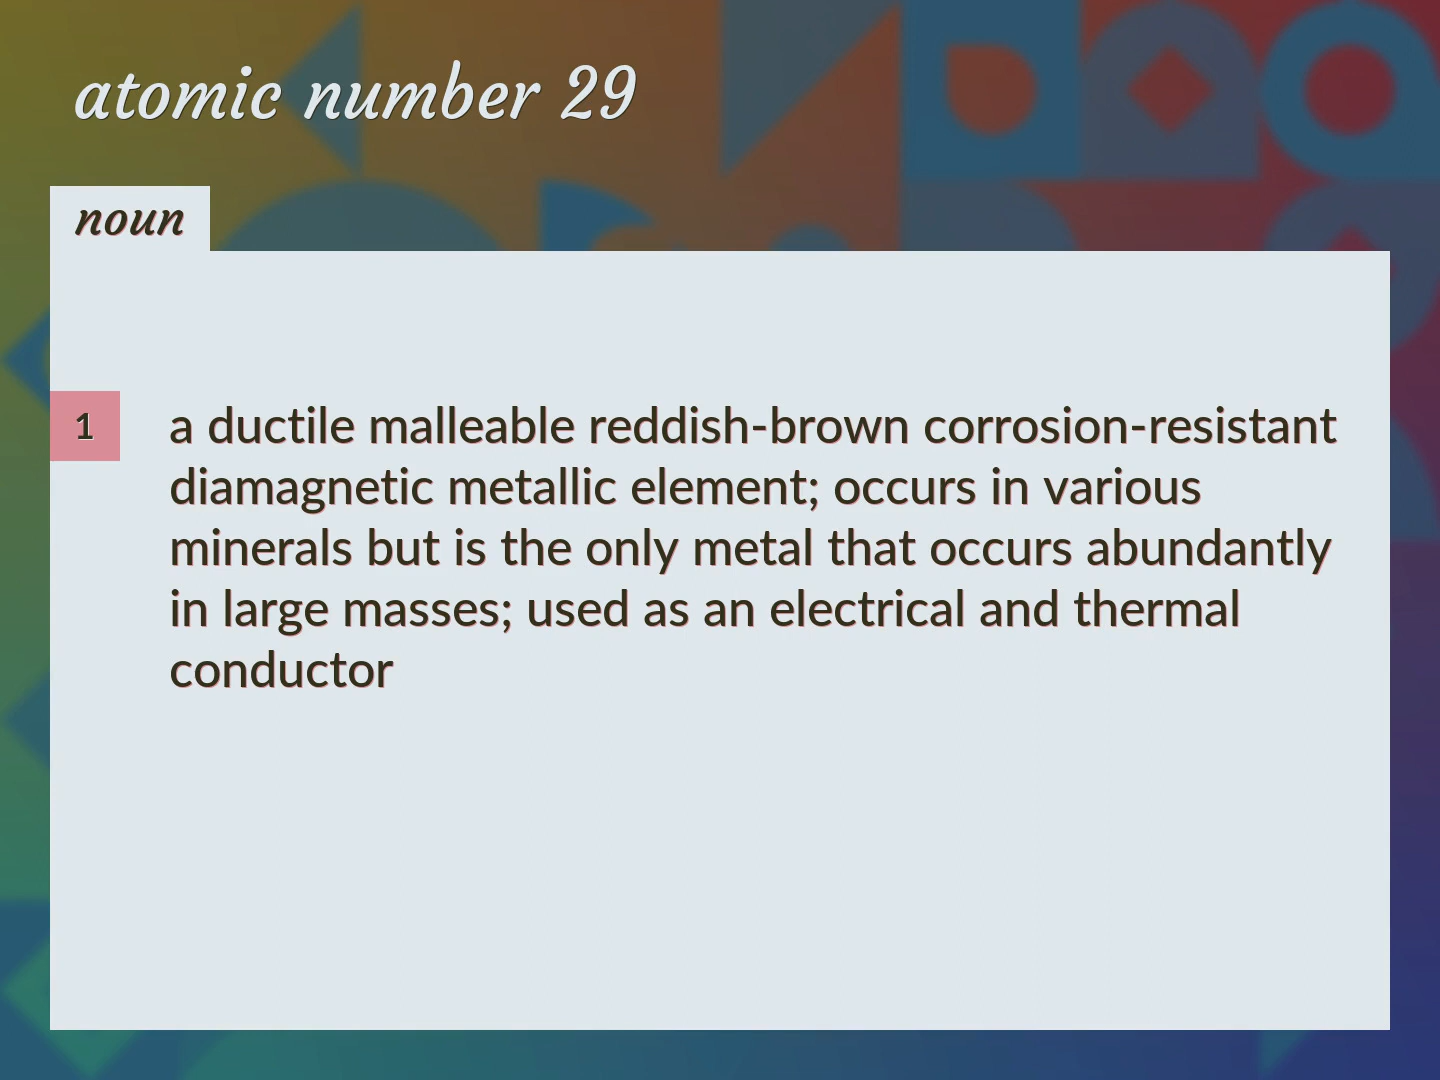 atomic number 29
noun
1
a ductile malleable reddish-brown corrosion-resistant
diamagnetic metallic element; occurs in various
minerals but is the only metal that occurs abundantly
in large masses; used as an electrical and thermal
conductor